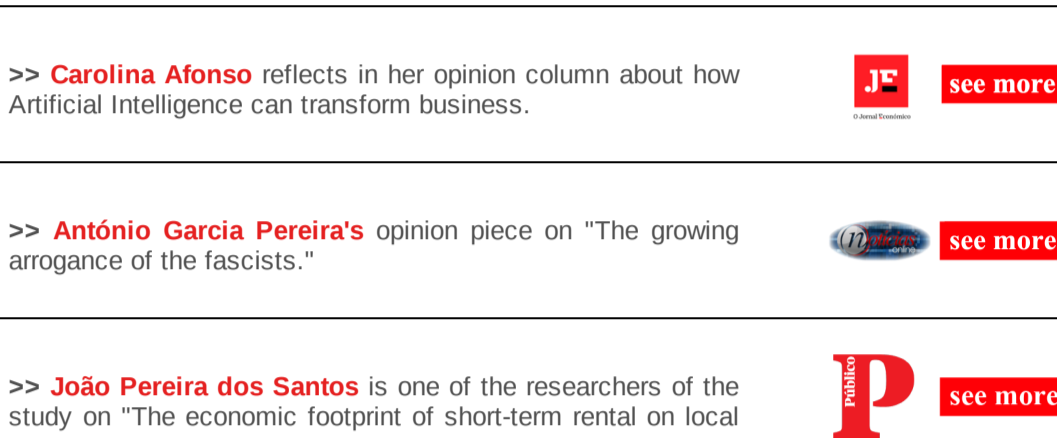 >> Carolina Afonso reflects in her opinion column about how
Artificial Intelligence can transform business.
JE
O Jornal Económico
see more
>> António Garcia Pereira's opinion piece on "The growing
arrogance of the fascists."
noticias
online
see more
>> João Pereira dos Santos is one of the researchers of the
study on "The economic footprint of short-term rental on local
Público
P
see more